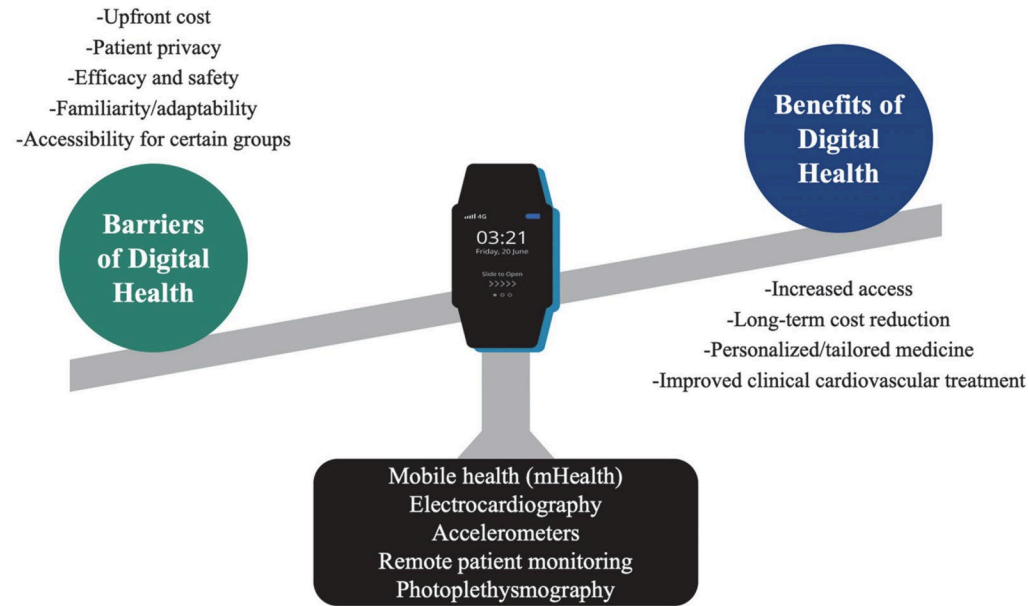 -Upfront cost
-Patient privacy
-Efficacy and safety
-Familiarity/adaptability
-Accessibility for certain groups
Barriers
of Digital
Health
4G
03:21
Friday, 20 June
Slide to Open
>>>>>
Benefits of
Digital
Health
-Increased access
-Long-term cost reduction
-Personalized/tailored medicine
-Improved clinical cardiovascular treatment
Mobile health (mHealth)
Electrocardiography
Accelerometers
Remote patient monitoring
Photoplethysmography